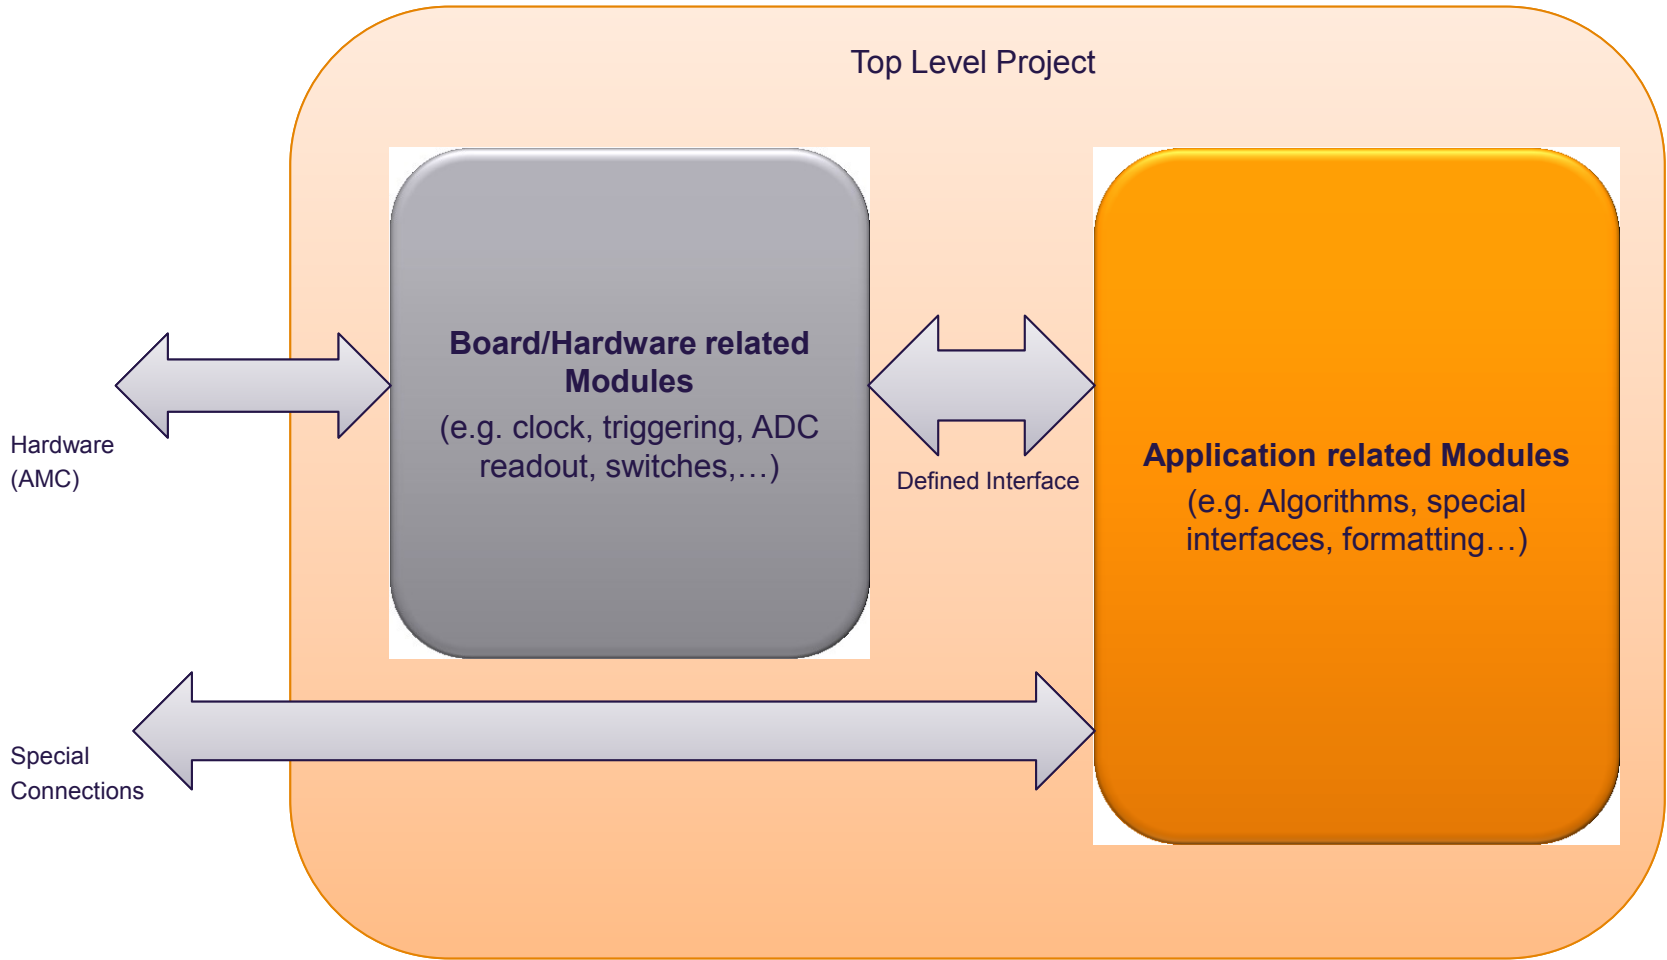 Top Level Project
Board/Hardware related
Modules
(e.g. clock, triggering, ADC
readout, switches,…)
Hardware
(AMC)
Defined Interface
Application related Modules
(e.g. Algorithms, special
interfaces, formatting…)
Special
Connections